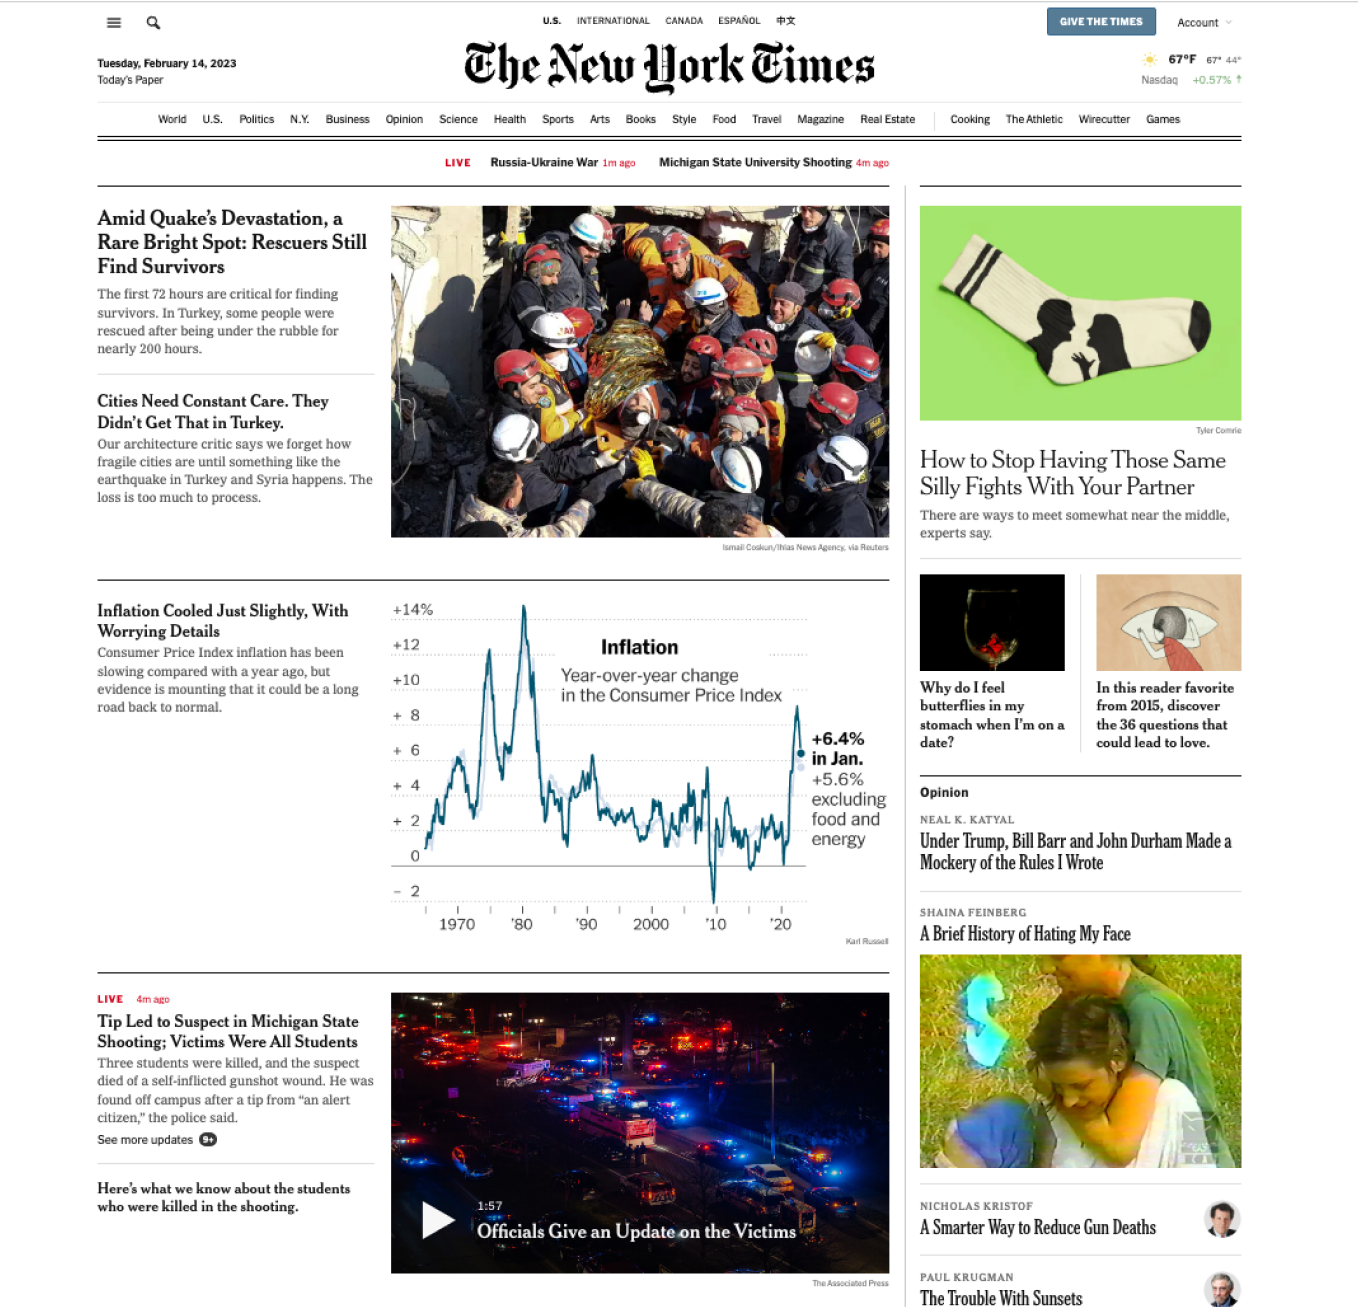 U.S. INTERNATIONAL CANADA ESPAÑOL 中文
GIVE THE TIMES
Account
Tuesday, February 14, 2023
Today's Paper
The New York Times
67°F 67° 44°
Nasdaq +0.57% ↑
World U.S. Politics N.Y. Business Opinion Science Health Sports Arts Books Style Food Travel Magazine Real Estate Cooking The Athletic Wirecutter Games
LIVE Russia-Ukraine War 1m ago Michigan State University Shooting 4m ago
Amid Quake's Devastation, a
Rare Bright Spot: Rescuers Still
Find Survivors
The first 72 hours are critical for finding
survivors. In Turkey, some people were
rescued after being under the rubble for
nearly 200 hours.
Cities Need Constant Care. They
Didn't Get That in Turkey.
Our architecture critic says we forget how
fragile cities are until something like the
earthquake in Turkey and Syria happens. The
loss is too much to process.
Ismail Coskun/Ihlas News Agency, via Reuters
Inflation Cooled Just Slightly, With
Worrying Details
Consumer Price Index inflation has been
slowing compared with a year ago, but
evidence is mounting that it could be a long
road back to normal.
+14%
+12
+10
+ 8
+ 6
+ 4
+ 2
0
– 2
Inflation
Year-over-year change
in the Consumer Price Index
+6.4%
in Jan.
+5.6%
excluding
food and
energy
1970 '80 '90 2000 '10 '20
Karl Russell
LIVE 4m ago
Tip Led to Suspect in Michigan State
Shooting; Victims Were All Students
Three students were killed, and the suspect
died of a self-inflicted gunshot wound. He was
found off campus after a tip from “an alert
citizen,” the police said.
See more updates 9+
Here's what we know about the students
who were killed in the shooting.
1:57
Officials Give an Update on the Victims
The Associated Press
Tyler Comrie
How to Stop Having Those Same
Silly Fights With Your Partner
There are ways to meet somewhat near the middle,
experts say.
Why do I feel
butterflies in my
stomach when I'm on a
date?
In this reader favorite
from 2015, discover
the 36 questions that
could lead to love.
Opinion
NEAL K. KATYAL
Under Trump, Bill Barr and John Durham Made a
Mockery of the Rules I Wrote
SHAINA FEINBERG
A Brief History of Hating My Face
NICHOLAS KRISTOF
A Smarter Way to Reduce Gun Deaths
PAUL KRUGMAN
The Trouble With Sunsets